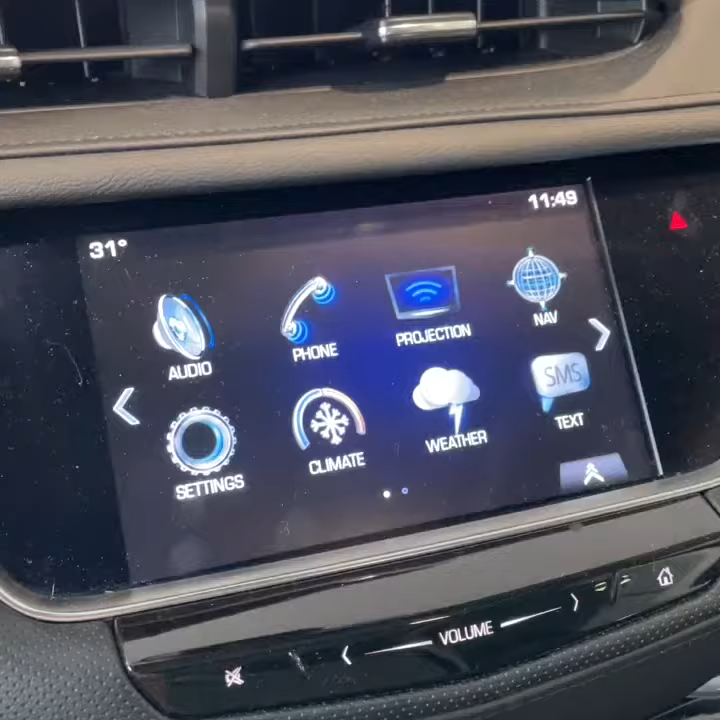 31°
11:49
AUDIO
PHONE
PROJECTION
NAV
SETTINGS
CLIMATE
WEATHER
SMS
TEXT
VOLUME